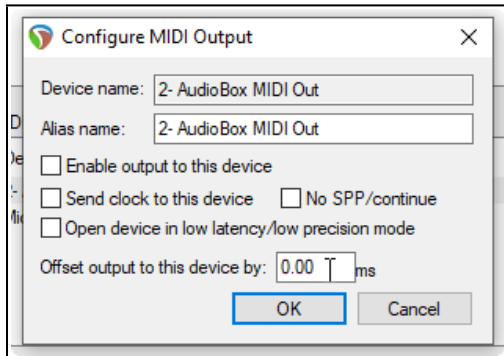 Configure MIDI Output
Device name: 2- AudioBox MIDI Out
Alias name: 2- AudioBox MIDI Out
Enable output to this device
Send clock to this device No SPP/continue
Open device in low latency/low precision mode
Offset output to this device by: 0.00 ms
OK Cancel